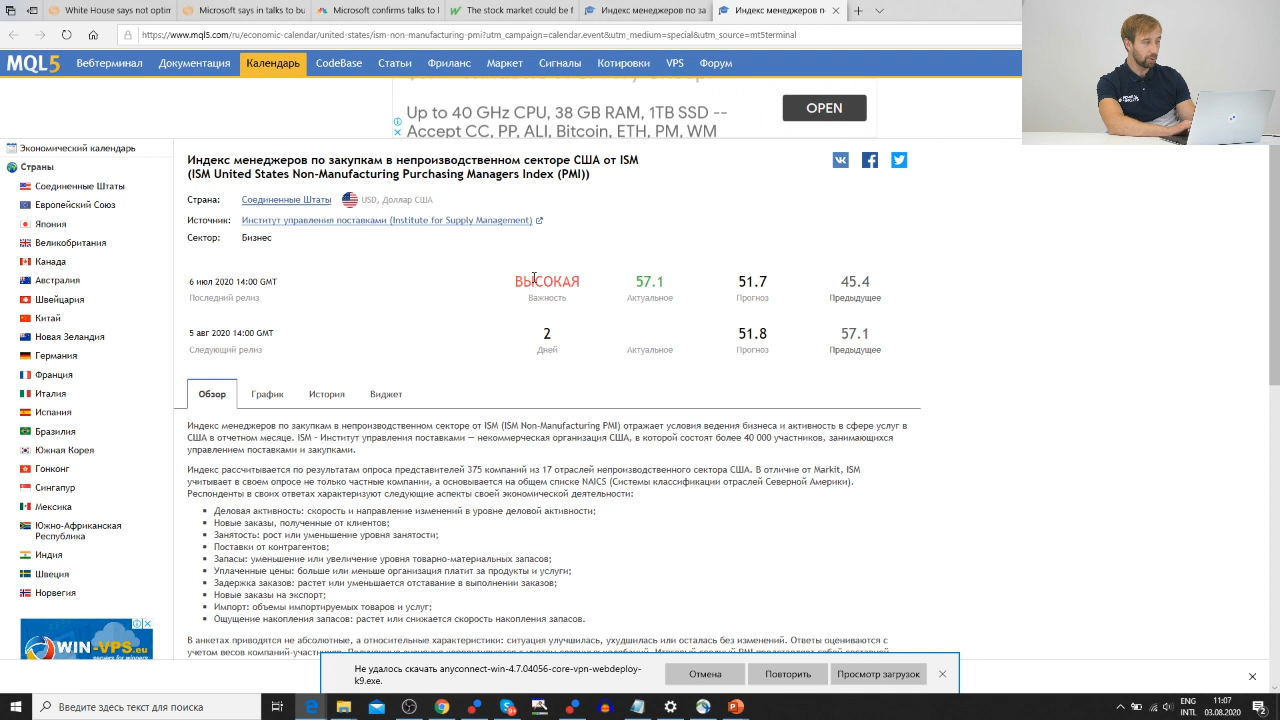 Microsoft confirms talks
Microsoft confirms talks to b
The stock market could f
Индекс менеджеров по за
Индекс менеджеров по
https://www.mql5.com/ru/economic-calendar/united-states/ism-non-manufacturing-pmi?utm_campaign=calendar.event&utm_medium=special&utm_source=mt5terminal
MQL5 Вебтерминал Документация Календарь CodeBase Статьи Фриланс Маркет Сигналы Котировки VPS Форум
Up to 40 GHz CPU, 38 GB RAM, 1TB SSD --
Accept CC, PP, ALI, Bitcoin, ETH, PM, WM
OPEN
Экономический календарь
Страны
Соединенные Штаты
Европейский Союз
Япония
Великобритания
Канада
Австралия
Швейцария
Китай
Новая Зеландия
Германия
Франция
Италия
Испания
Бразилия
Южная Корея
Гонконг
Сингапур
Мексика
Южно-Африканская
Республика
Индия
Швеция
Норвегия
WIN-VPS.eu
Индекс менеджеров по закупкам в непроизводственном секторе США от ISM
(ISM United States Non-Manufacturing Purchasing Managers Index (PMI))
Страна: Соединенные Штаты USD, Доллар США
Источник: Институт управления поставками (Institute for Supply Management)
Сектор: Бизнес
6 июл 2020 14:00 GMT ВЫСОКАЯ 57.1 51.7 45.4
Последний релиз Важность Актуальное Прогноз Предыдущее
5 авг 2020 14:00 GMT 2 51.8 57.1
Следующий релиз Дней Актуальное Прогноз Предыдущее
Обзор График История Виджет
Индекс менеджеров по закупкам в непроизводственном секторе от ISM (ISM Non-Manufacturing PMI) отражает условия ведения бизнеса и активность в сфере услуг в
США в отчетном месяце. ISM - Институт управления поставками — некоммерческая организация США, в которой состоят более 40 000 участников, занимающихся
управлением поставками и закупками.
Индекс рассчитывается по результатам опроса представителей 375 компаний из 17 отраслей непроизводственного сектора США. В отличие от Markit, ISM
учитывает в своем опросе не только частные компании, а основывается на общем списке NAICS (Системы классификации отраслей Северной Америки).
Респонденты в своих ответах характеризуют следующие аспекты своей экономической деятельности:
Деловая активность: скорость и направление изменений в уровне деловой активности;
Новые заказы, полученные от клиентов;
Занятость: рост или уменьшение уровня занятости;
Поставки от контрагентов;
Запасы: уменьшение или увеличение уровня товарно-материальных запасов;
Уплаченные цены: больше или меньше организация платит за продукты и услуги;
Задержка заказов: растет или уменьшается отставание в выполнении заказов;
Новые заказы на экспорт;
Импорт: объемы импортируемых товаров и услуг;
Ощущение накопления запасов: растет или снижается скорость накопления запасов.
В анкетах приводятся не абсолютные, а относительные характеристики: ситуация улучшилась, ухудшилась или осталась без изменений. Ответы оцениваются с
учетом весов компаний-участниц.
Не удалось скачать anyconnect-win-4.7.04056-core-vpn-webdeploy-
k9.exe.
Отмена Повторить Просмотр загрузок
Введите здесь текст для поиска
ENG
INTL
11:07
03.08.2020